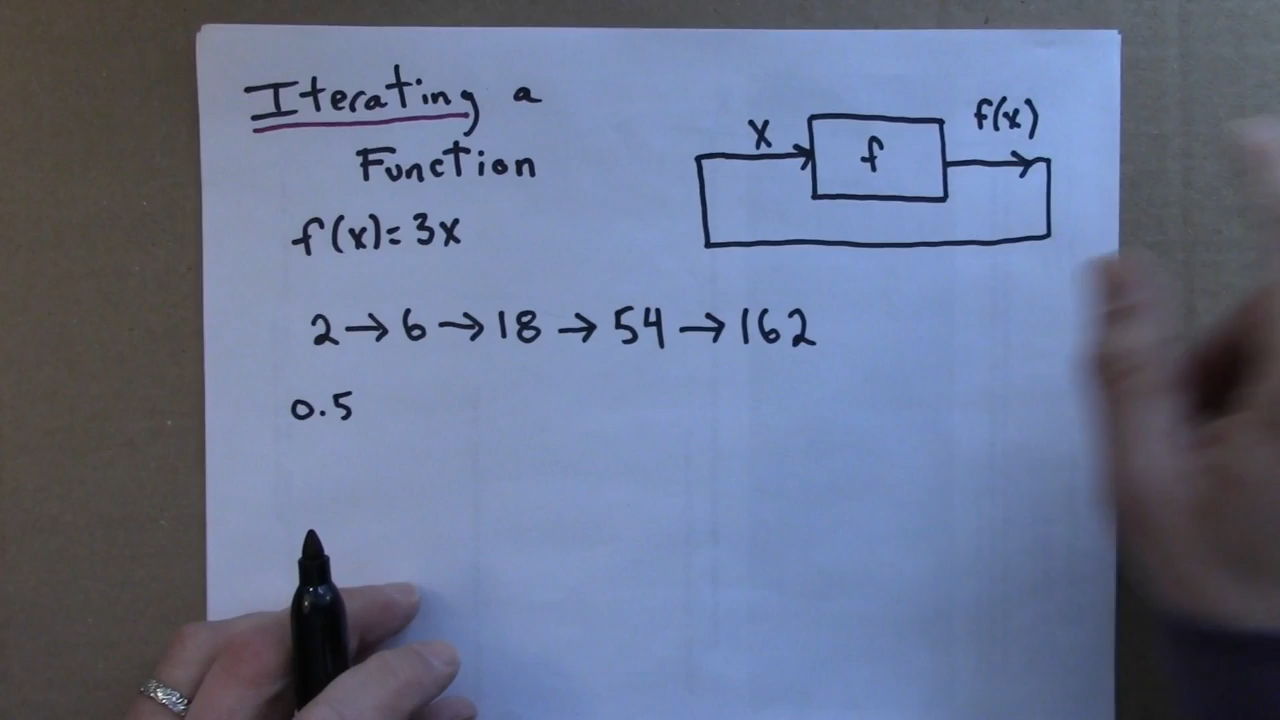 Iterating a
Function
f(x)=3x
x
f
f(x)
2→6→18→54→162
0.5